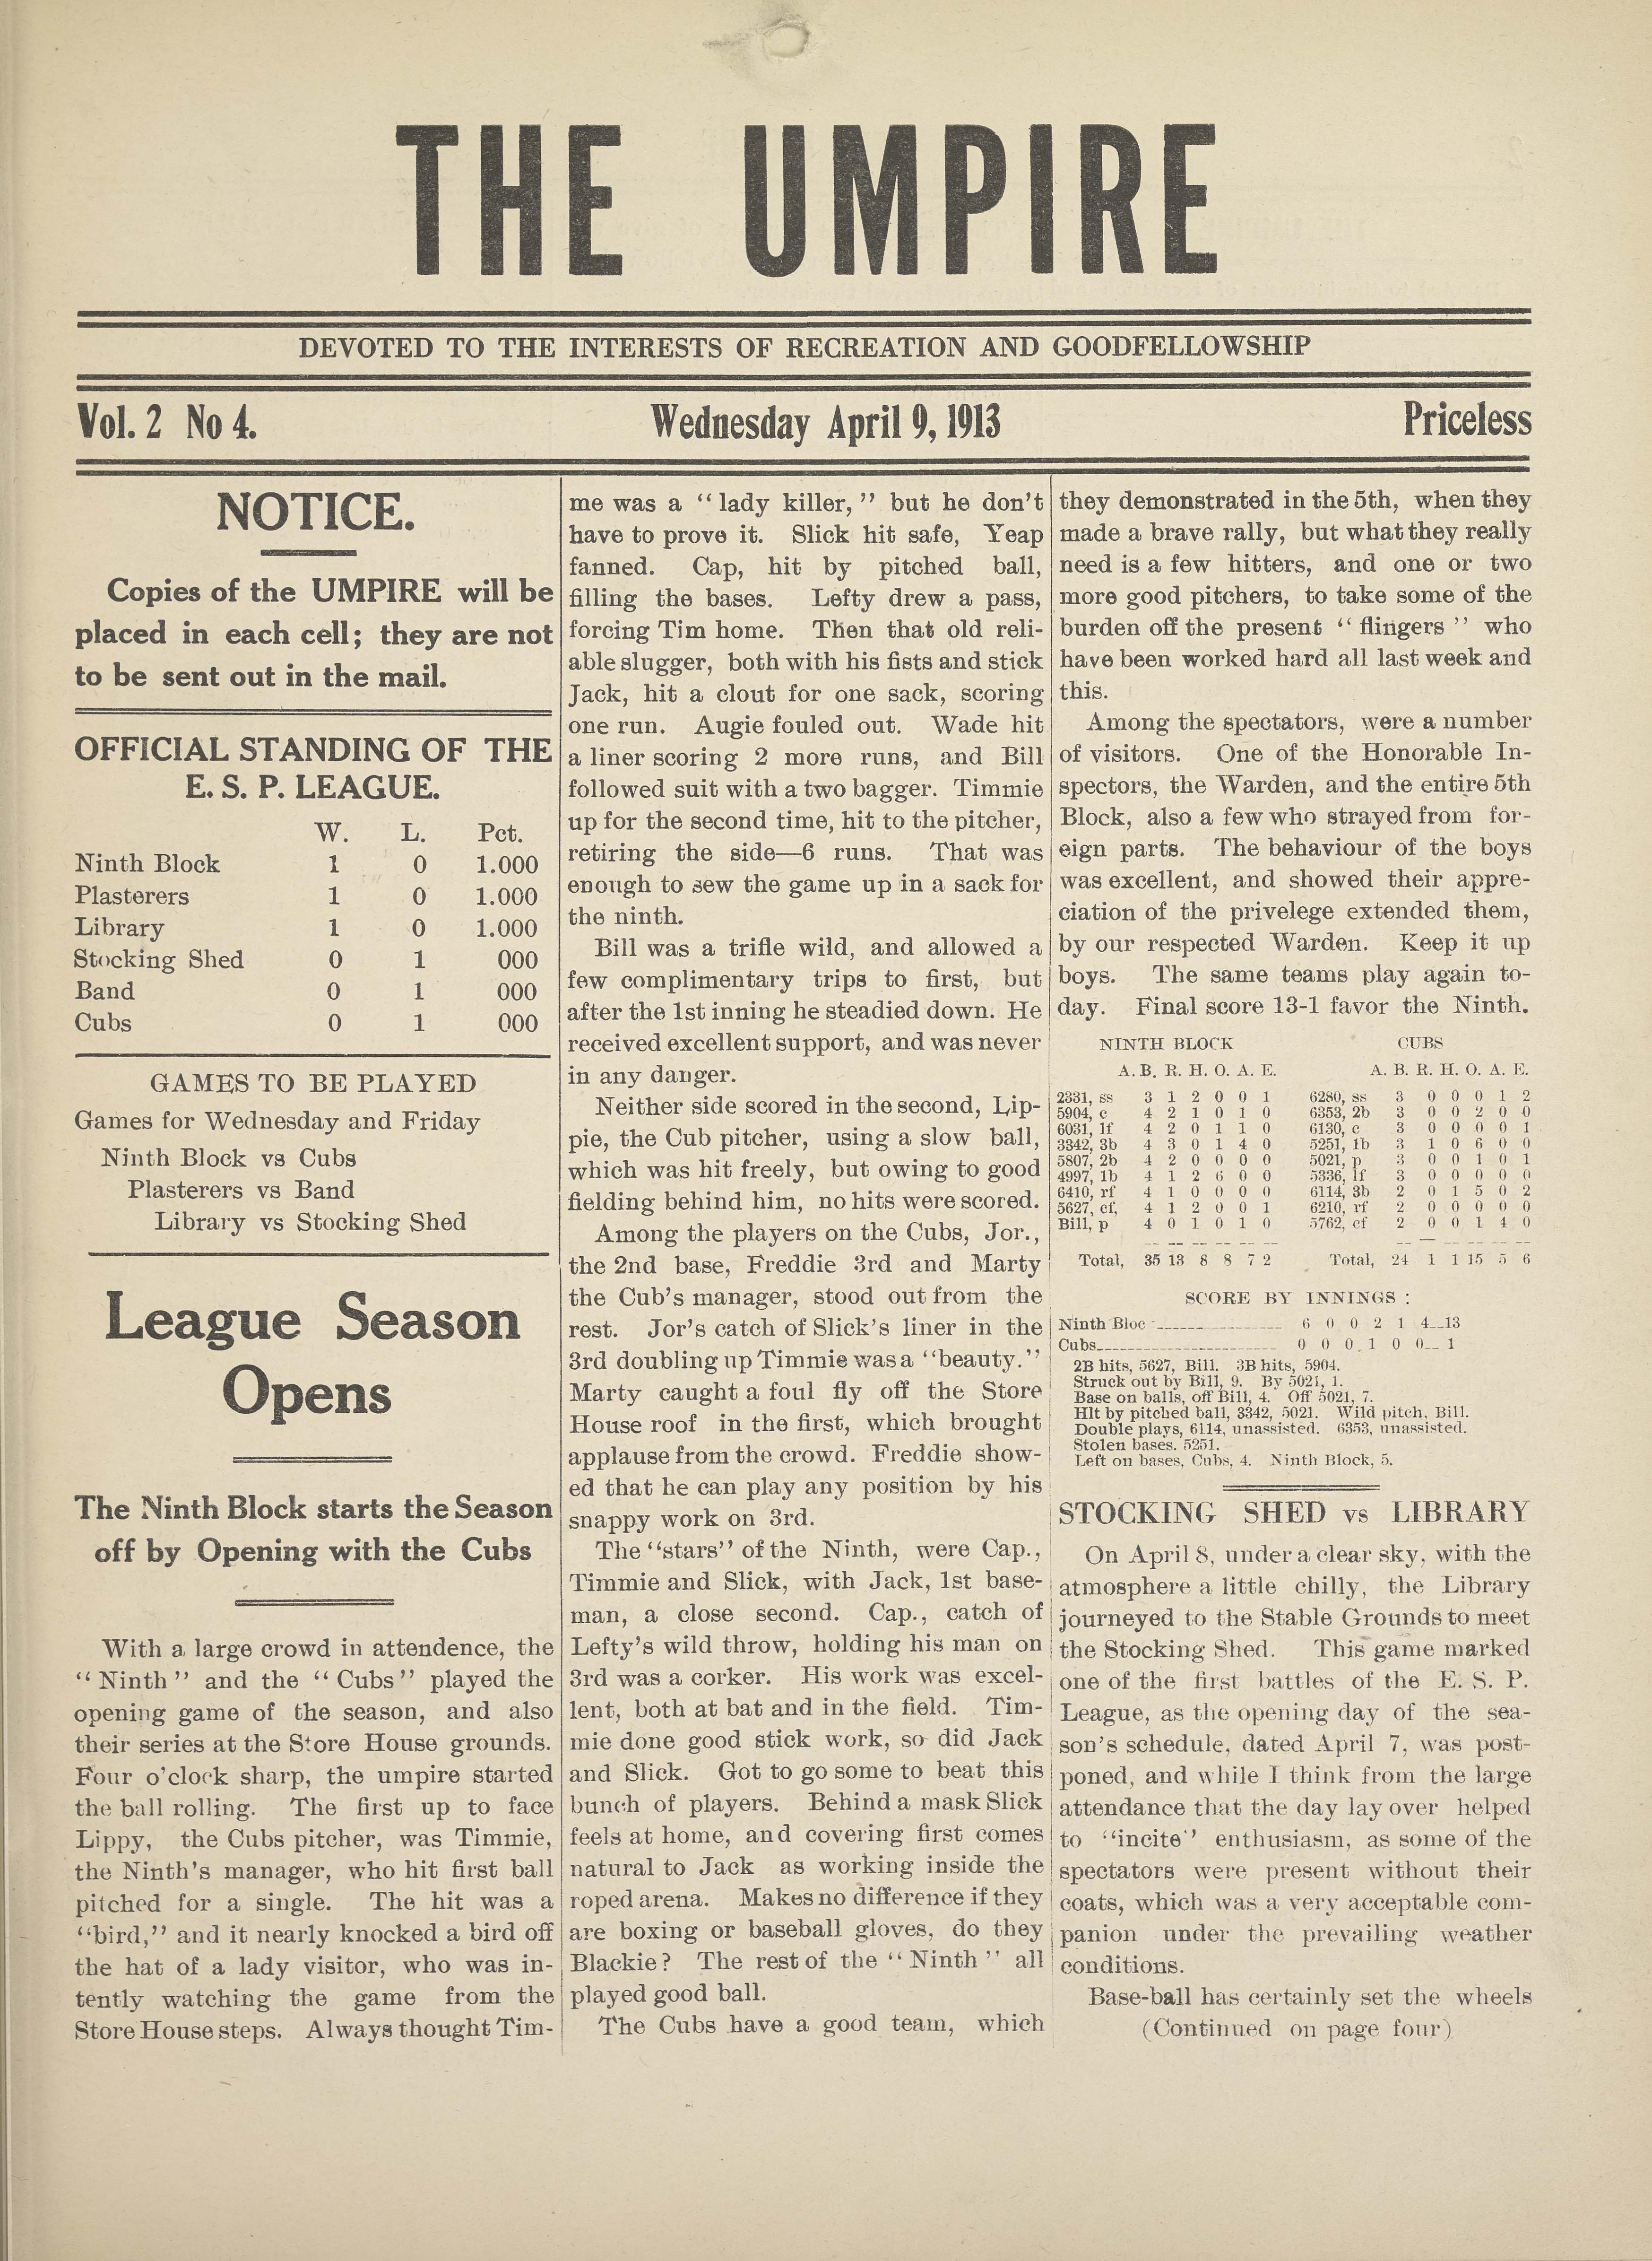 THE UMPIRE
DEVOTED TO THE INTERESTS OF RECREATION AND GOODFELLOWSHIP
Vol. 2 No 4. Wednesday April 9, 1913 Priceless
NOTICE.
Copies of the UMPIRE will be
placed in each cell; they are not
to be sent out in the mail.
OFFICIAL STANDING OF THE
E. S. P. LEAGUE.
W. L. Pct.
Ninth Block 1 0 1.000
Plasterers 1 0 1.000
Library 1 0 1.000
Stocking Shed 0 1 000
Band 0 1 000
Cubs 0 1 000
GAMES TO BE PLAYED
Games for Wednesday and Friday
Ninth Block vs Cubs
Plasterers vs Band
Library vs Stocking Shed
League Season
Opens
The Ninth Block starts the Season
off by Opening with the Cubs
With a large crowd in attendence, the
“ Ninth ” and the “ Cubs ” played the
opening game of the season, and also
their series at the Store House grounds.
Four o’clock sharp, the umpire started
the ball rolling. The first up to face
Lippy, the Cubs pitcher, was Timmie,
the Ninth’s manager, who hit first ball
pitched for a single. The hit was a
“bird,” and it nearly knocked a bird off
the hat of a lady visitor, who was in-
tently watching the game from the
Store House steps. Always thought Tim-
me was a “ lady killer, ” but he don’t
have to prove it. Slick hit safe, Yeap
fanned. Cap, hit by pitched ball,
filling the bases. Lefty drew a pass,
forcing Tim home. Then that old reli-
able slugger, both with his fists and stick
Jack, hit a clout for one sack, scoring
one run. Augie fouled out. Wade hit
a liner scoring 2 more runs, and Bill
followed suit with a two bagger. Timmie
up for the second time, hit to the pitcher,
retiring the side—6 runs. That was
enough to sew the game up in a sack for
the ninth.
Bill was a trifle wild, and allowed a
few complimentary trips to first, but
after the 1st inning he steadied down. He
received excellent support, and was never
in any danger.
Neither side scored in the second, Lip-
pie, the Cub pitcher, using a slow ball,
which was hit freely, but owing to good
fielding behind him, no hits were scored.
Among the players on the Cubs, Jor.,
the 2nd base, Freddie 3rd and Marty
the Cub’s manager, stood out from the
rest. Jor’s catch of Slick’s liner in the
3rd doubling up Timmie was a “beauty.”
Marty caught a foul fly off the Store
House roof in the first, which brought
applause from the crowd. Freddie show-
ed that he can play any position by his
snappy work on 3rd.
The “stars” of the Ninth, were Cap.,
Timmie and Slick, with Jack, 1st base-
man, a close second. Cap., catch of
Lefty’s wild throw, holding his man on
3rd was a corker. His work was excel-
lent, both at bat and in the field. Tim-
mie done good stick work, so did Jack
and Slick. Got to go some to beat this
bunch of players. Behind a mask Slick
feels at home, and covering first comes
natural to Jack as working inside the
roped arena. Makes no difference if they
are boxing or baseball gloves, do they
Blackie? The rest of the “ Ninth ” all
played good ball.
The Cubs have a good team, which
they demonstrated in the 5th, when they
made a brave rally, but what they really
need is a few hitters, and one or two
more good pitchers, to take some of the
burden off the present “ flingers ” who
have been worked hard all last week and
this.
Among the spectators, were a number
of visitors. One of the Honorable In-
spectors, the Warden, and the entire 5th
Block, also a few who strayed from for-
eign parts. The behaviour of the boys
was excellent, and showed their appre-
ciation of the privelege extended them,
by our respected Warden. Keep it up
boys. The same teams play again to-
day. Final score 13-1 favor the Ninth.
NINTH BLOCK CUBS
A. B. R. H. O. A. E. A. B. R. H. O. A. E.
2331, ss 3 1 2 0 0 1 6280, ss 3 0 0 0 1 2
5904, c 4 2 1 0 1 0 6353, 2b 3 0 0 2 0 0
6031, lf 4 2 0 1 1 0 6130, c 3 0 0 0 0 1
3342, 3b 4 3 0 1 4 0 5251, 1b 3 1 0 6 0 0
5807, 2b 4 2 0 0 0 0 5021, p 3 0 0 1 0 1
4997, 1b 4 1 2 6 0 0 5336, lf 3 0 0 0 0 0
6410, rf 4 1 0 0 0 0 6114, 3b 2 0 1 5 0 2
5627, cf, 4 1 2 0 0 1 6210, rf 2 0 0 0 0 0
Bill, p 4 0 1 0 1 0 5762, cf 2 0 0 1 4 0
Total, 35 13 8 8 7 2 Total, 24 1 1 15 5 6
SCORE BY INNINGS :
Ninth Bloc 6 0 0 2 1 4 13
Cubs 0 0 0 1 0 0 1
2B hits, 5627, Bill. 3B hits, 5904.
Struck out by Bill, 9. By 5021, 1.
Base on balls, off Bill, 4. Off 5021, 7.
HIt by pitched ball, 3342, 5021. Wild pitch, Bill.
Double plays, 6114, unassisted. 6353, unassisted.
Stolen bases. 5251.
Left on bases, Cubs, 4. Ninth Block, 5.
STOCKING SHED vs LIBRARY
On April 8, under a clear sky, with the
atmosphere a little chilly, the Library
journeyed to the Stable Grounds to meet
the Stocking Shed. This game marked
one of the first battles of the E. S. P.
League, as the opening day of the sea-
son’s schedule, dated April 7, was post-
poned, and while I think from the large
attendance that the day lay over helped
to “incite” enthusiasm, as some of the
spectators were present without their
coats, which was a very acceptable com-
panion under the prevailing weather
conditions.
Base-ball has certainly set the wheels
(Continued on page four)